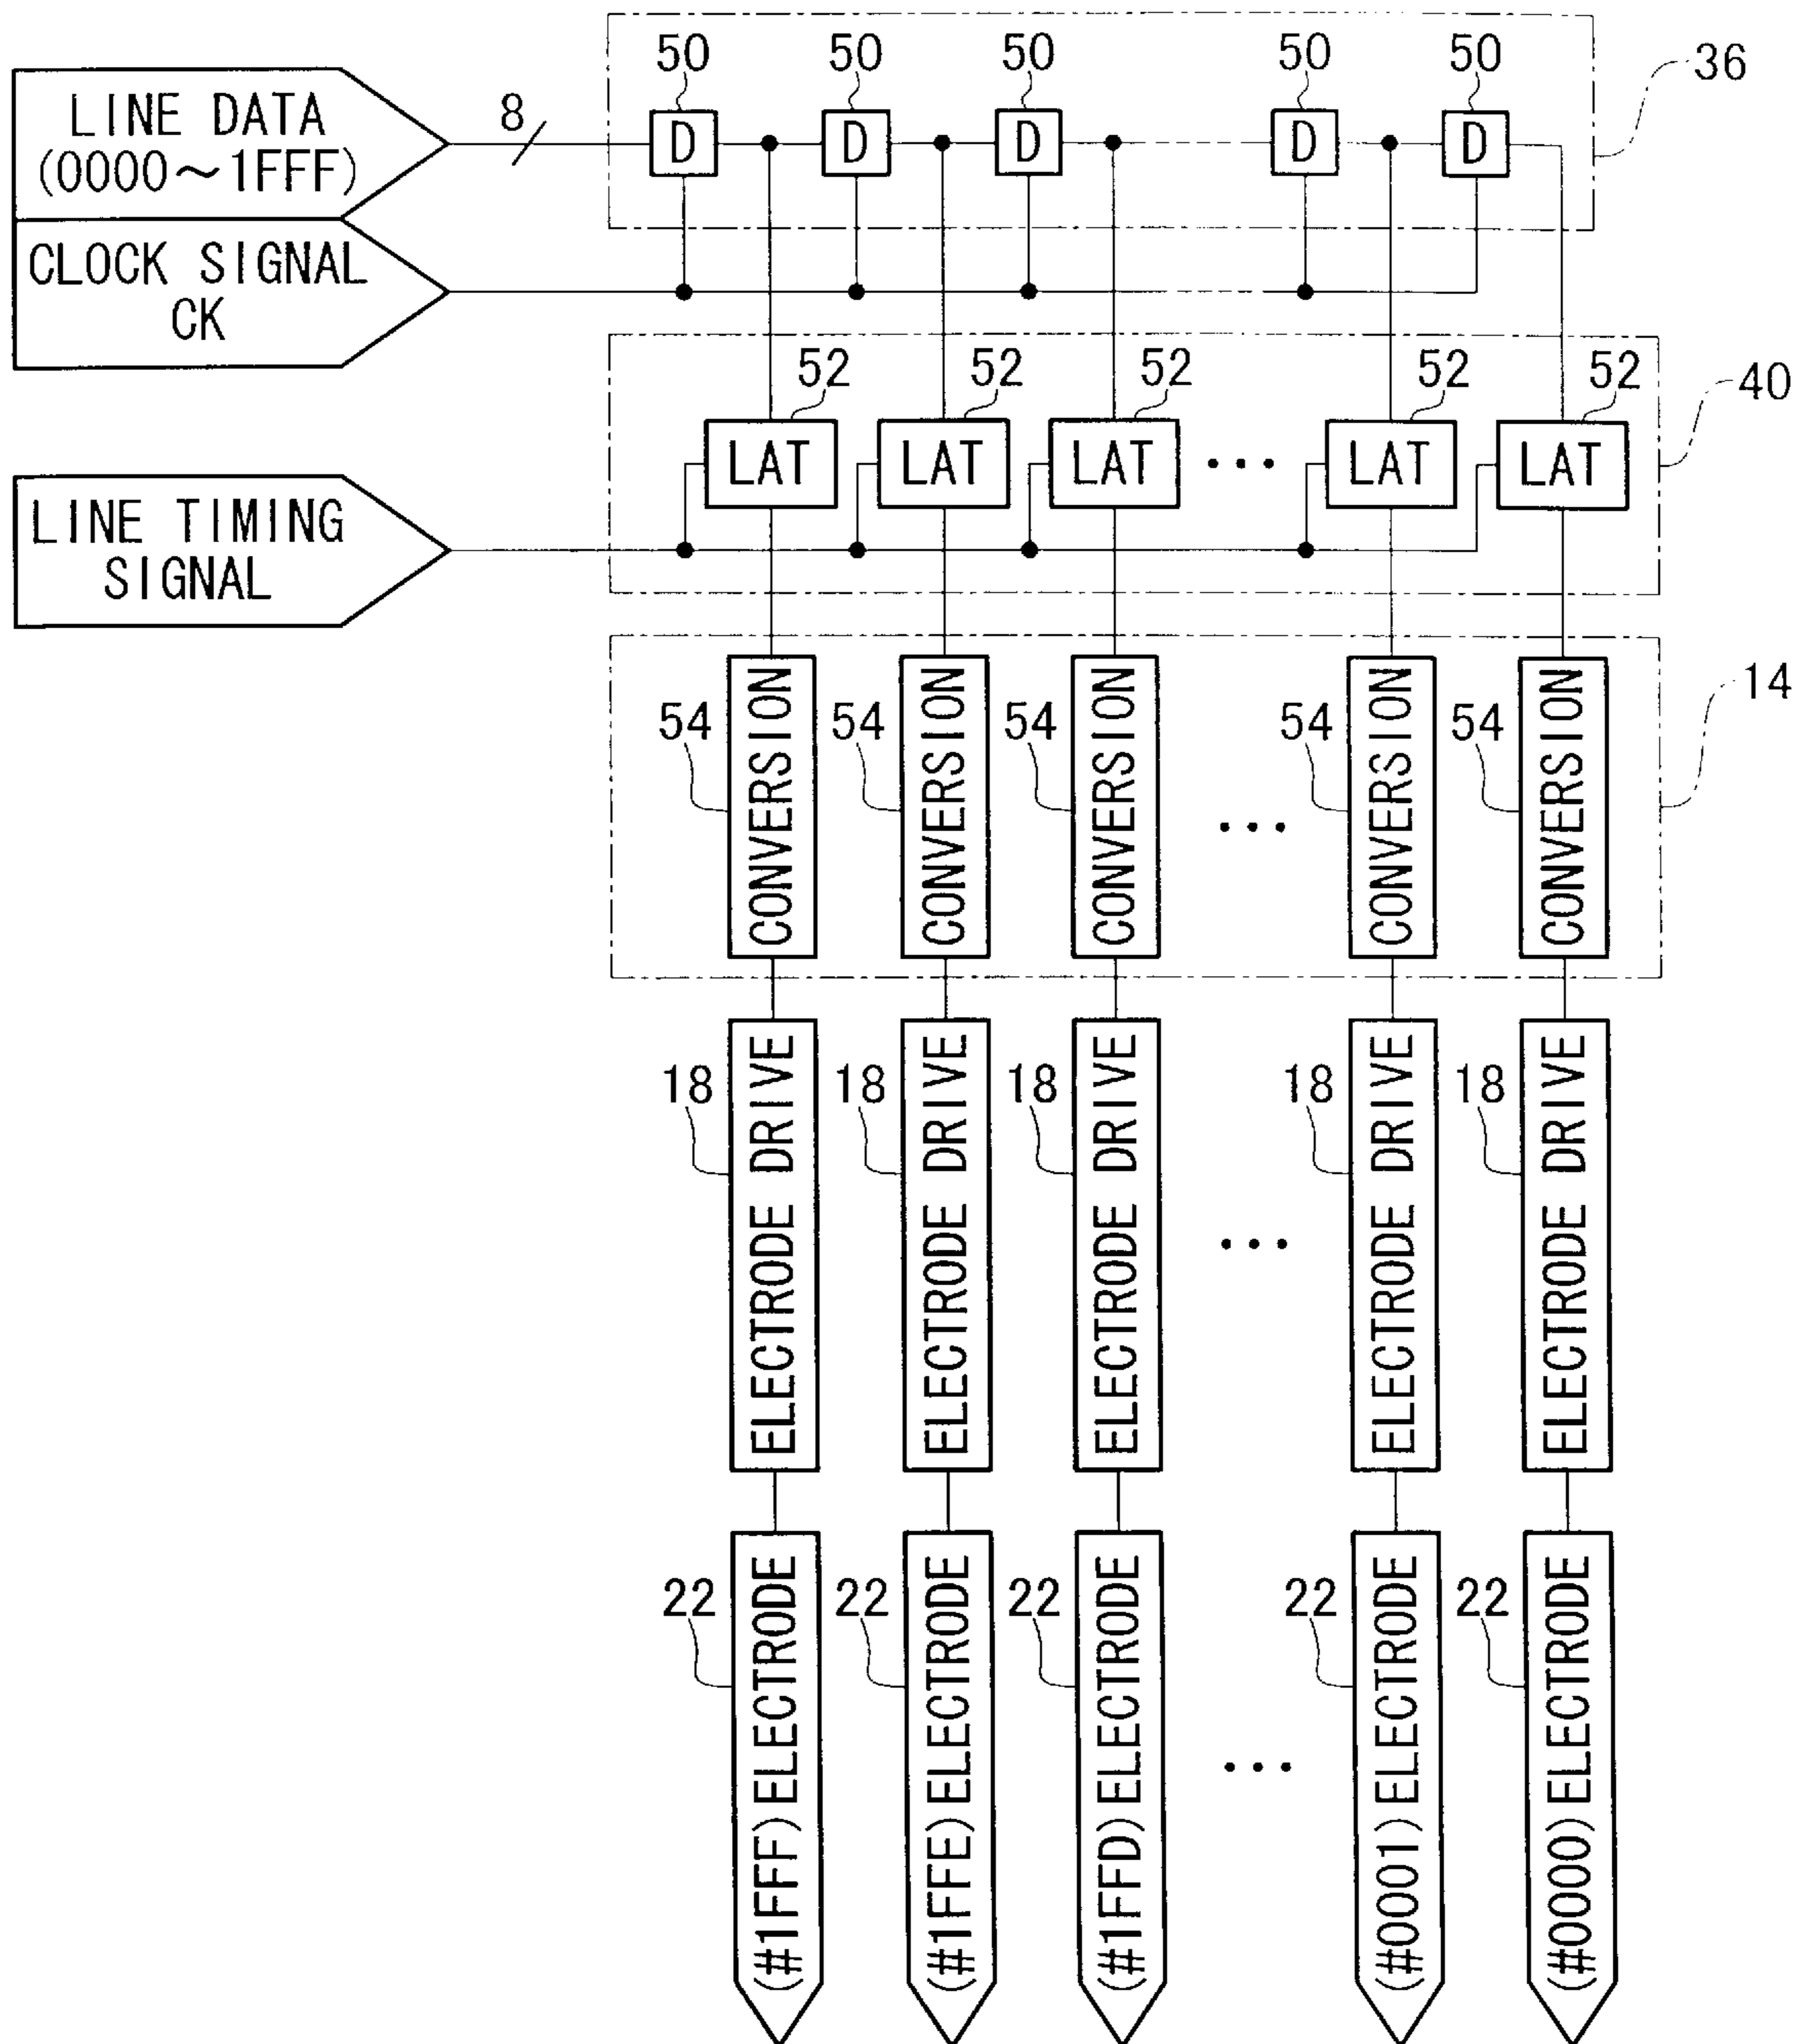 50 50 50 50 50
36
LINE DATA
(0000～1FFF)
8
D D D D D
CLOCK SIGNAL
CK
52 52 52 52 52
40
LAT LAT LAT ••• LAT LAT
LINE TIMING
SIGNAL
14
54 54 54 54 54
CONVERSION CONVERSION CONVERSION ••• CONVERSION CONVERSION
18 18 18 18 18
ELECTRODE DRIVE ELECTRODE DRIVE ELECTRODE DRIVE ••• ELECTRODE DRIVE ELECTRODE DRIVE
22 22 22 22 22
(#1FFF) ELECTRODE (#1FFE) ELECTRODE (#1FFD) ELECTRODE ••• (#0001) ELECTRODE (#0000) ELECTRODE